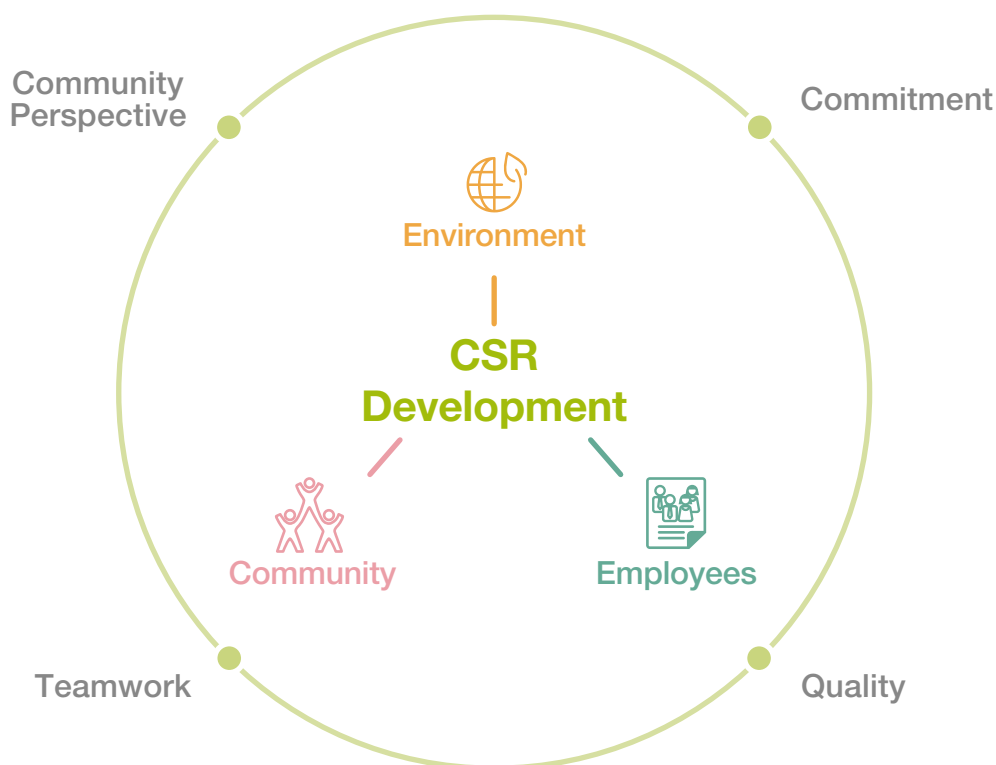 Community
Perspective
Commitment
Environment
CSR
Development
Community
Employees
Teamwork
Quality